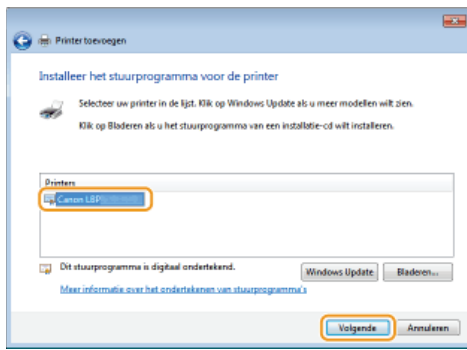 Printer toevoegen
Installeer het stuurprogramma voor de printer
Selecteer uw printer in de lijst. Klik op Windows Update als u meer modellen wilt zien.
Klik op Bladeren als u het stuurprogramma van een installatie-cd wilt installeren.
Printers
Canon LBP
Dit stuurprogramma is digitaal ondertekend.
Windows Update Bladeren...
Meer informatie over het ondertekenen van stuurprogramma's
Volgende Annuleren